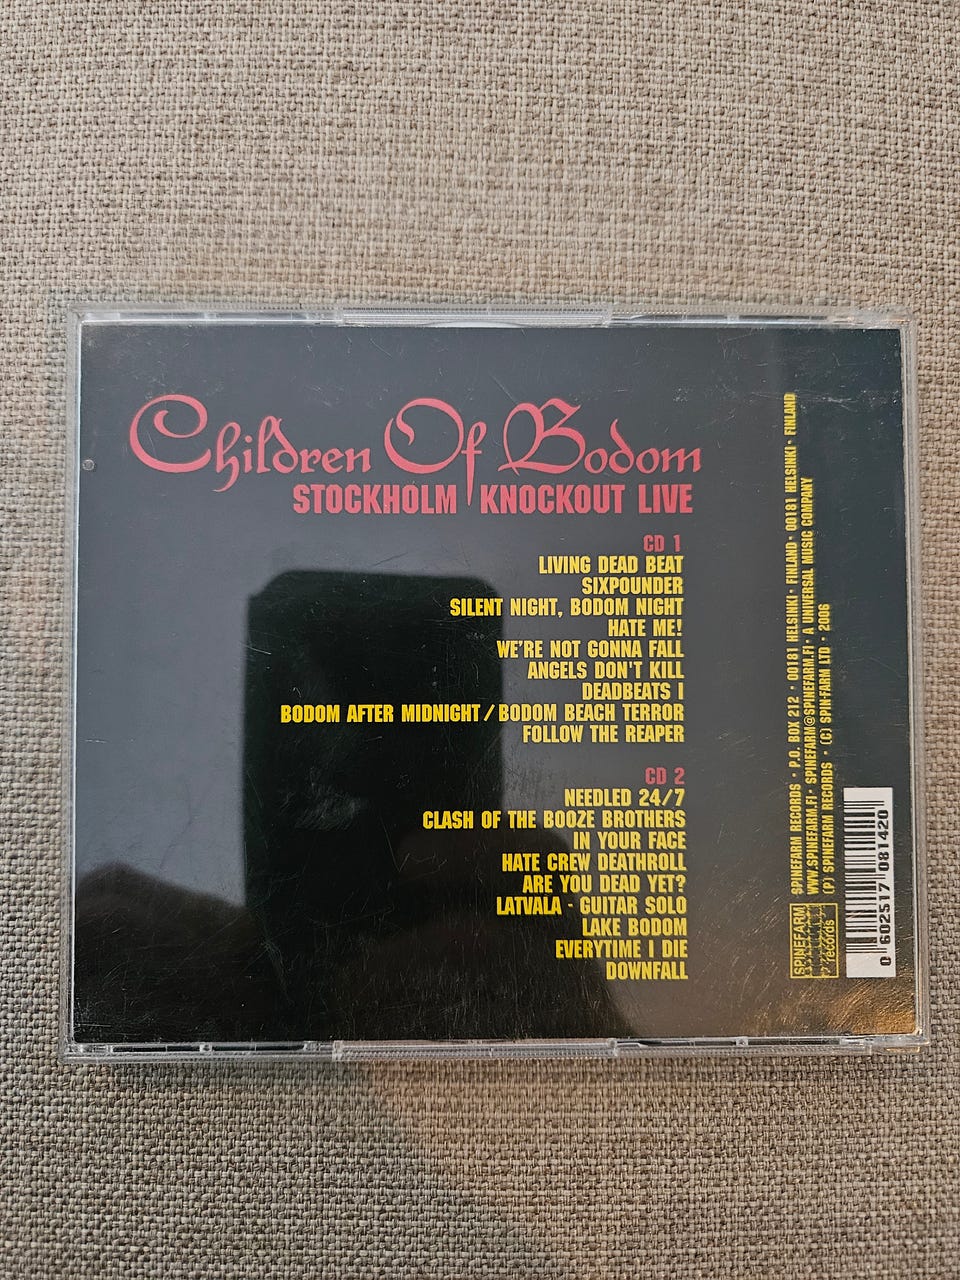 Children Of Bodom
STOCKHOLM KNOCKOUT LIVE
CD 1
LIVING DEAD BEAT
SIXPOUNDER
SILENT NIGHT, BODOM NIGHT
HATE ME!
WE'RE NOT GONNA FALL
ANGELS DON'T KILL
DEADBEATS I
BODOM AFTER MIDNIGHT / BODOM BEACH TERROR
FOLLOW THE REAPER
CD 2
NEEDLED 24/7
CLASH OF THE BOOZE BROTHERS
IN YOUR FACE
HATE CREW DEATHROLL
ARE YOU DEAD YET?
LATVALA - GUITAR SOLO
LAKE BODOM
EVERYTIME I DIE
DOWNFALL
SPINEFARM RECORDS • P.O. BOX 212 • 00181 HELSINKI • FINLAND • 00181 HELSINKI • FINLAND
WWW.SPINEFARM.FI • SPINEFARM@SPINEFARM.FI • A UNIVERSAL MUSIC COMPANY
(P) SPINEFARM RECORDS • (C) SPIN-FARM LTD • 2006
SPINEFARM
records
0 602517 081420